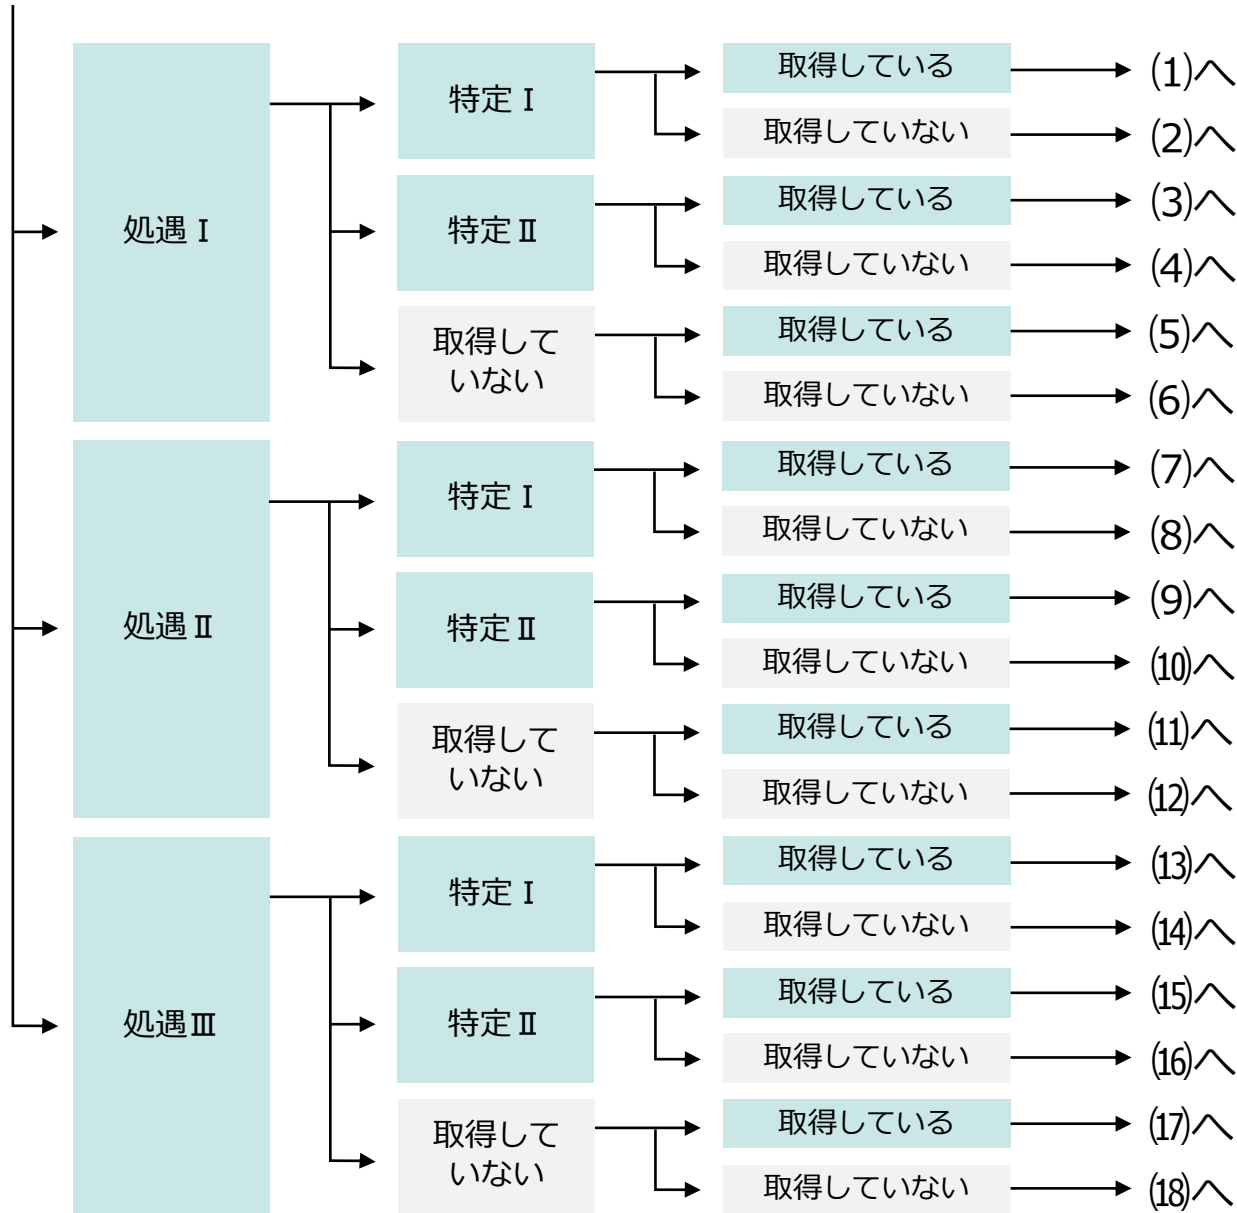 処遇Ⅰ
特定Ⅰ
取得している
(1)へ
取得していない
(2)へ
特定Ⅱ
取得している
(3)へ
取得していない
(4)へ
取得して
いない
取得している
(5)へ
取得していない
(6)へ
処遇Ⅱ
特定Ⅰ
取得している
(7)へ
取得していない
(8)へ
特定Ⅱ
取得している
(9)へ
取得していない
(10)へ
取得して
いない
取得している
(11)へ
取得していない
(12)へ
処遇Ⅲ
特定Ⅰ
取得している
(13)へ
取得していない
(14)へ
特定Ⅱ
取得している
(15)へ
取得していない
(16)へ
取得して
いない
取得している
(17)へ
取得していない
(18)へ